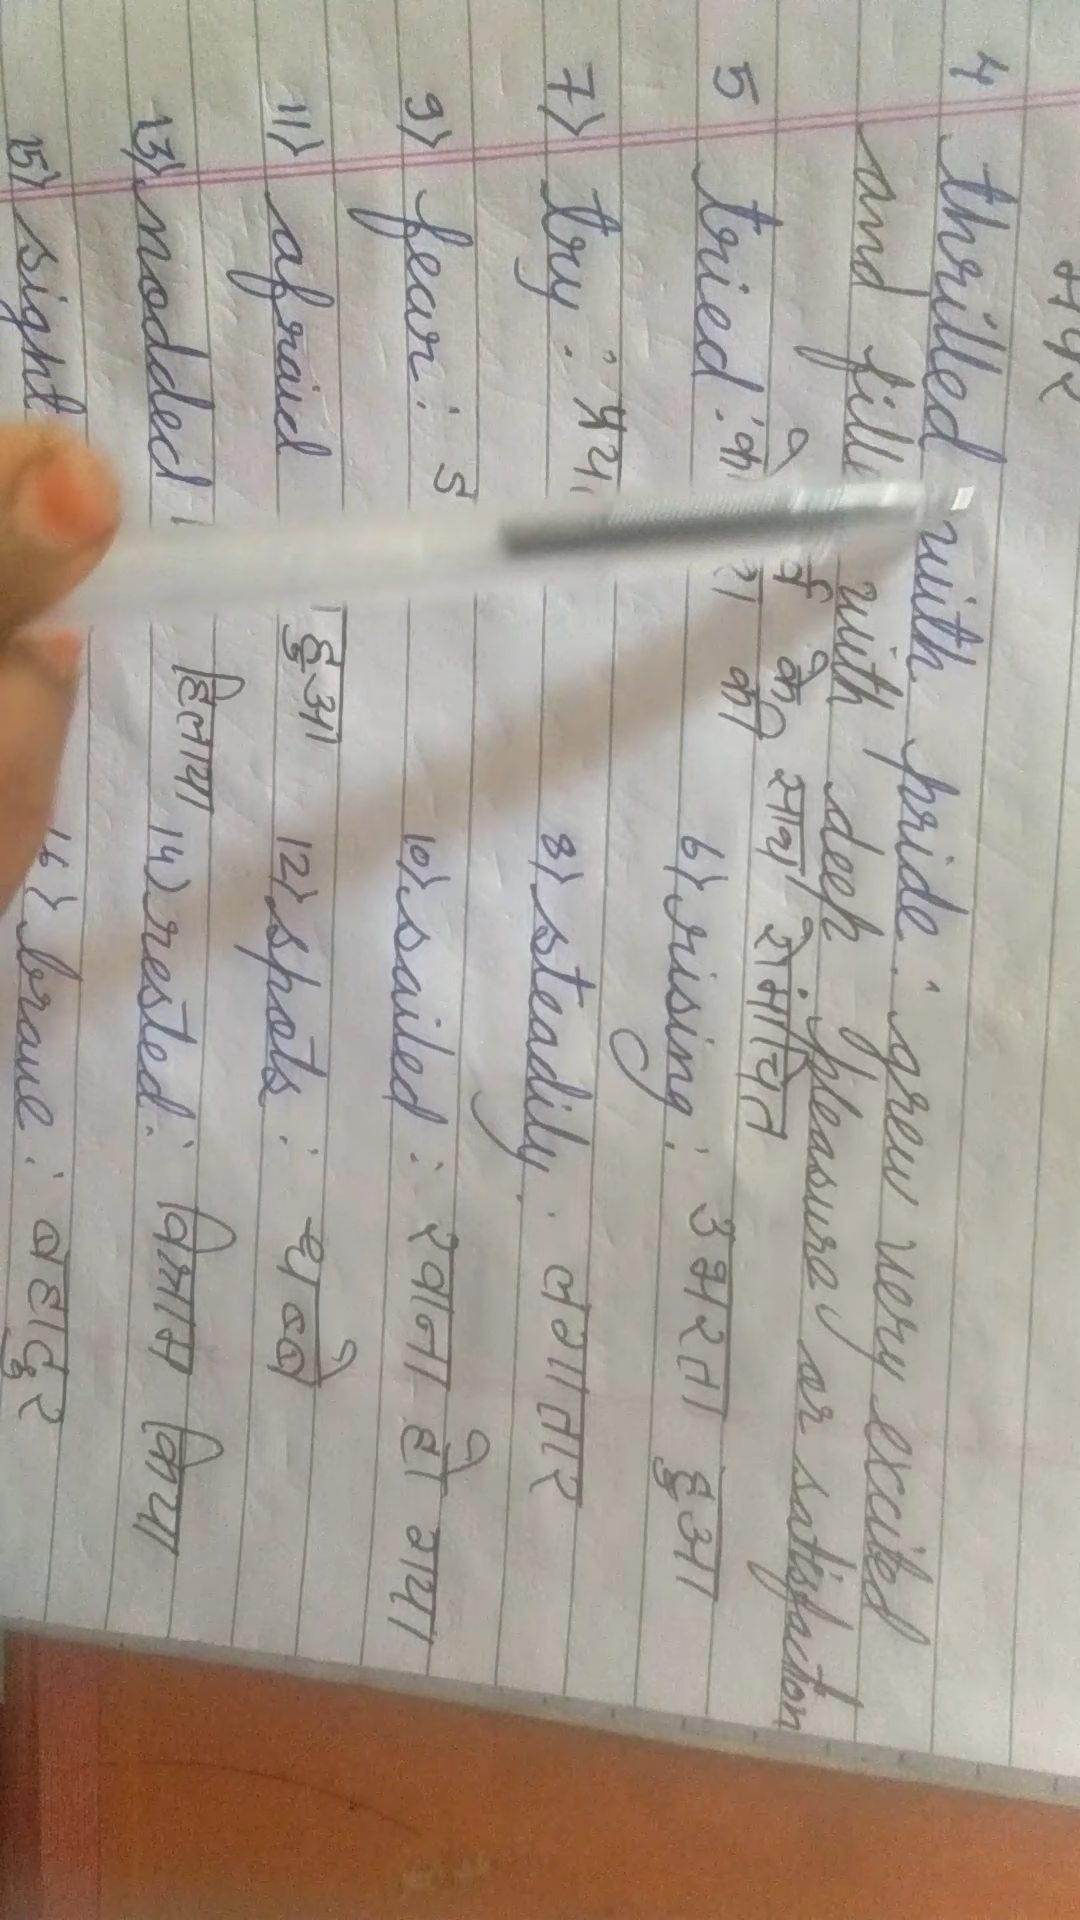 मयूर
4 thrilled with pride: grew very excited
and fill with deep pleasure or satisfaction
के साथ रोमांचित
5 tried: की 6) rising: उभरता हुआ
7) try: 8) steadily: लगातार
9) fear: 10) sailed: रवाना हो गया
11) afraid हुआ 12) spots: धब्बे
13) nodded हिलाया 14) rested: विश्राम किया
15) sight 16) brave: बहादुर